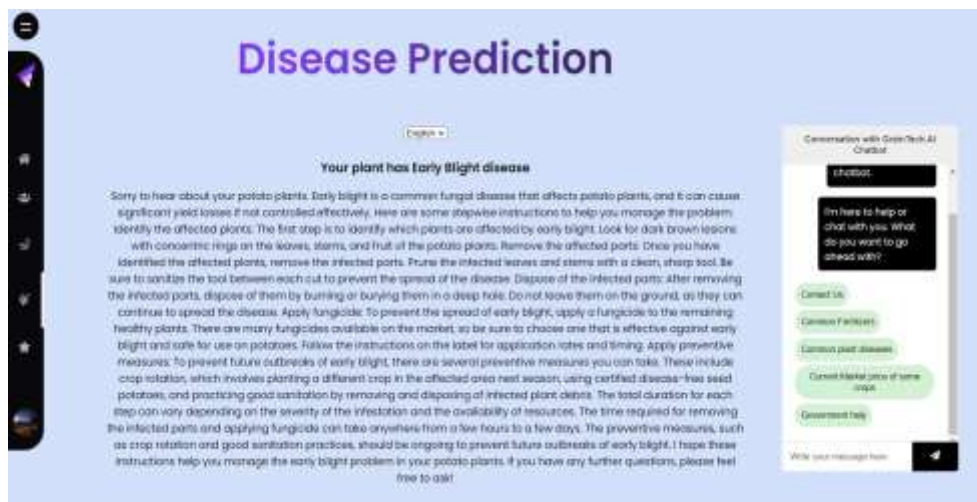 Disease Prediction
English
Your plant has Early Blight disease
Sorry to hear about your potato plants. Early blight is a common fungal disease that affects potato plants, and it can cause
significant yield losses if not controlled effectively. Here are some stepwise instructions to help you manage the problem:
Identify the affected plants: The first step is to identify which plants are affected by early blight. Look for dark brown lesions
with concentric rings on the leaves, stems, and fruit of the potato plants. Remove the affected parts: Once you have
identified the affected plants, remove the infected parts. Prune the infected leaves and stems with a clean, sharp tool. Be
sure to sanitize the tool between each cut to prevent the spread of the disease. Dispose of the infected parts: After removing
the infected parts, dispose of them by burning or burying them in a deep hole. Do not leave them on the ground, as they can
continue to spread the disease. Apply fungicide: To prevent the spread of early blight, apply a fungicide to the remaining
healthy plants. There are many fungicides available on the market, so be sure to choose one that is effective against early
blight and safe for use on potatoes. Follow the instructions on the label for application rates and timing. Apply preventive
measures: To prevent future outbreaks of early blight, there are several preventive measures you can take. These include
crop rotation, which involves planting a different crop in the affected area next season, using certified disease-free seed
potatoes, and practicing good sanitation by removing and disposing of infected plant debris. The total duration for each
step can vary depending on the severity of the infestation and the availability of resources. The time required for removing
the infected parts and applying fungicide can take anywhere from a few hours to a few days. The preventive measures, such
as crop rotation and good sanitation practices, should be ongoing to prevent future outbreaks of early blight. I hope these
instructions help you manage the early blight problem in your potato plants. If you have any further questions, please feel
free to ask!
Conversation with GrainTech AI
Chatbot
chatbot.
I'm here to help or
chat with you. What
do you want to go
ahead with?
Contact Us
Common Fertilizers
Common plant diseases
Current Market price of some
crops
Government help
Write your message here